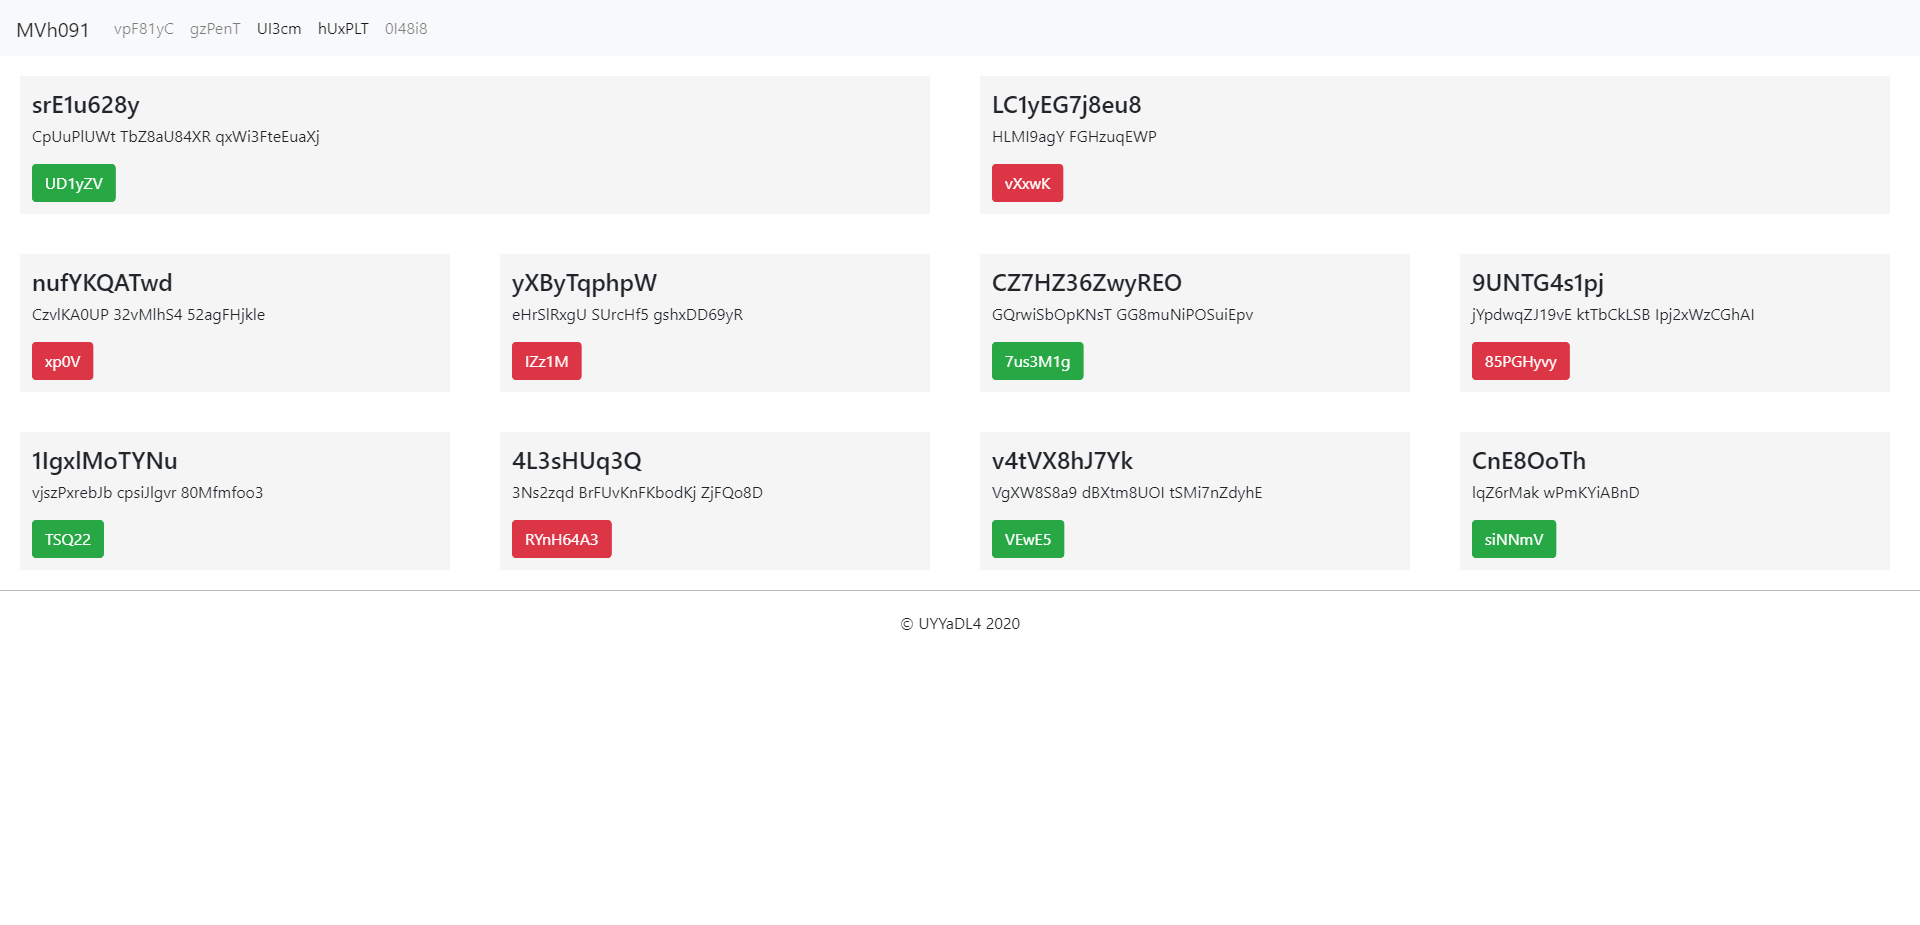 MVh091 vpF81yC gzPenT UI3cm hUxPLT 0I48i8
srE1u628y
CpUuPlUWt TbZ8aU84XR qxWi3FteEuaXj
UD1yZV
LC1yEG7j8eu8
HLMI9agY FGHzuqEWP
vXxwK
nufYKQATwd
CzvlKA0UP 32vMlhS4 52agFHjkle
xp0V
yXByTqphpW
eHrSlRxgU SUrcHf5 gshxDD69yR
IZz1M
CZ7HZ36ZwyREO
GQrwiSbOpKNsT GG8muNiPOSuiEpv
7us3M1g
9UNTG4s1pj
jYpdwqZJ19vE ktTbCkLSB Ipj2xWzCGhAI
85PGHyvy
1IgxlMoTYNu
vjszPxrebJb cpsiJlgvr 80Mfmfoo3
TSQ22
4L3sHUq3Q
3Ns2zqd BrFUvKnFKbodKj ZjFQo8D
RYnH64A3
v4tVX8hJ7Yk
VgXW8S8a9 dBXtm8UOI tSMi7nZdyhE
VEwE5
CnE8OoTh
lqZ6rMak wPmKYiABnD
siNNmV
© UYYaDL4 2020